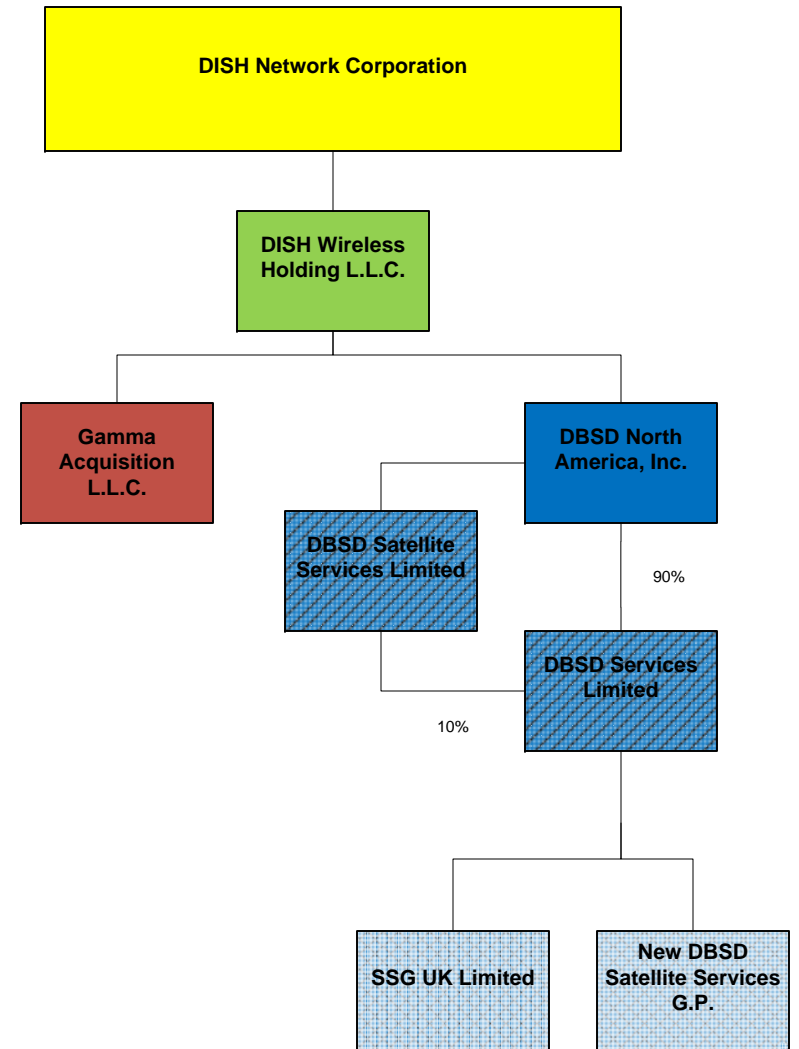 DISH Network Corporation
DISH Wireless
Holding L.L.C.
Gamma
Acquisition
L.L.C.
DBSD North
America, Inc.
DBSD Satellite
Services Limited
90%
DBSD Services
Limited
10%
SSG UK Limited
New DBSD
Satellite Services
G.P.